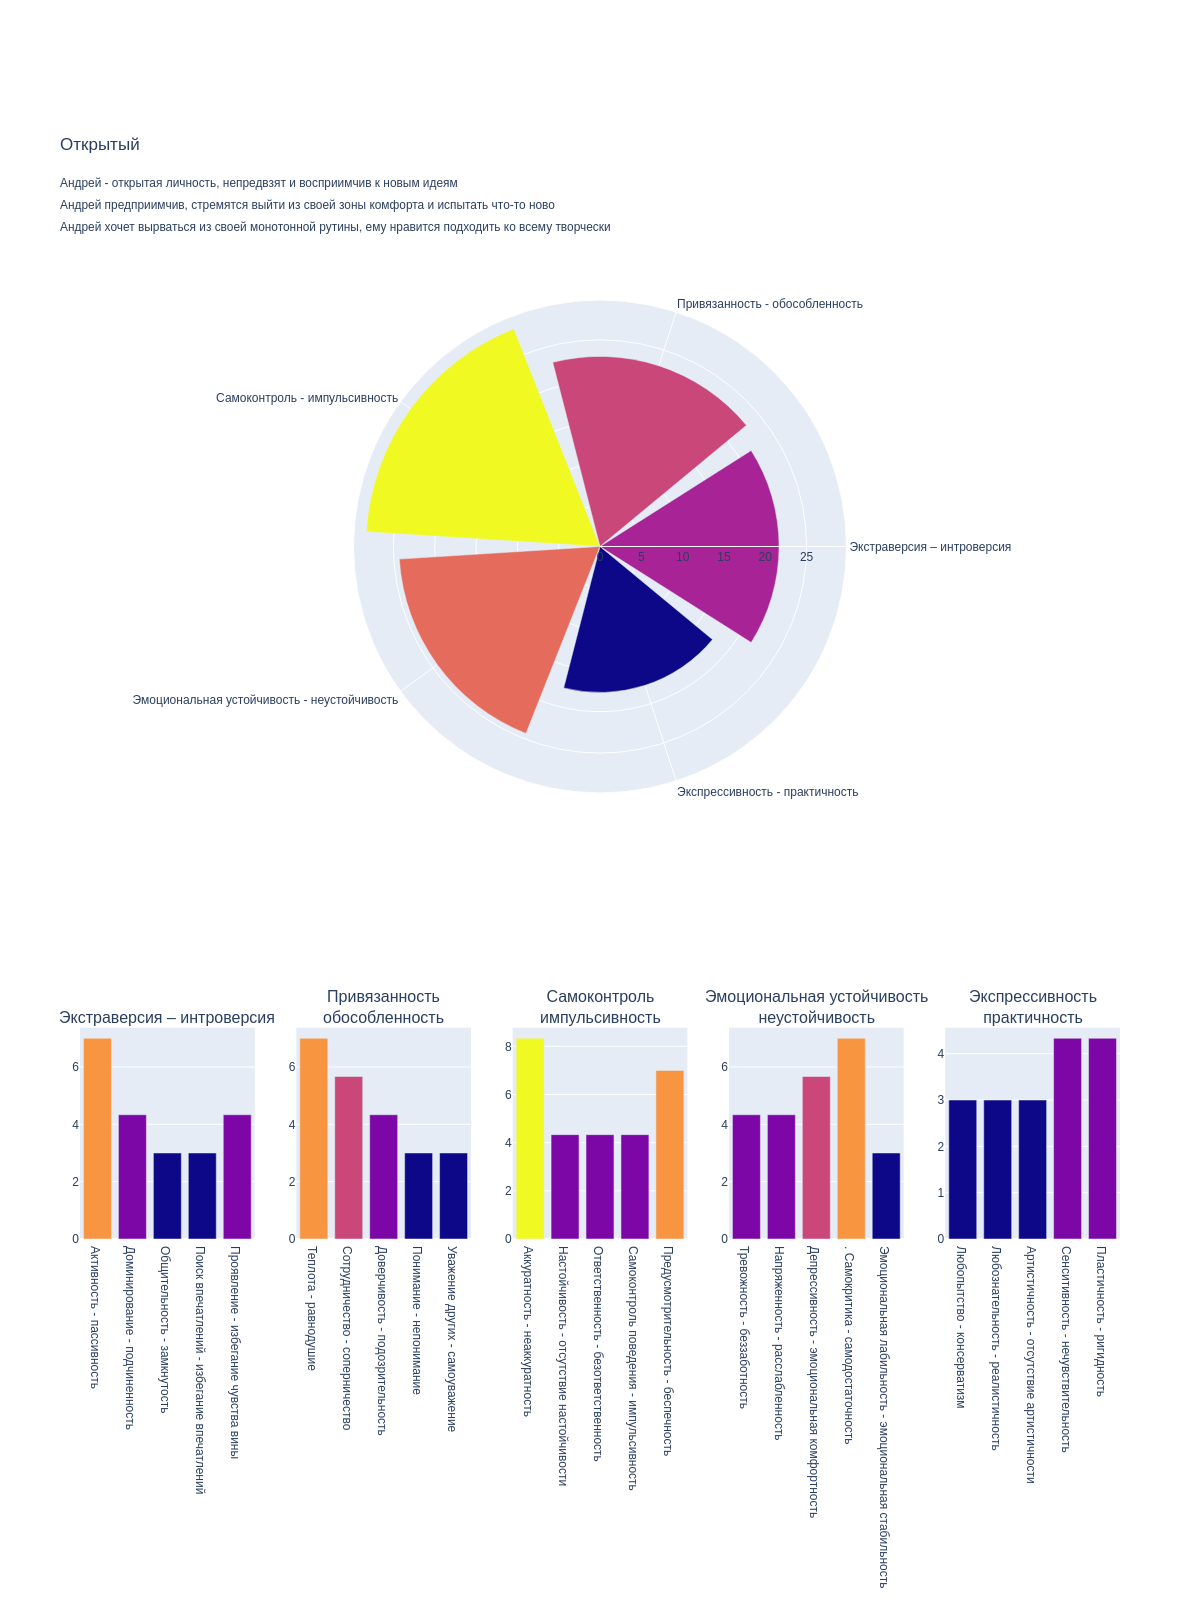 Открытый
Андрей - открытая личность, непредвзят и восприимчив к новым идеям
Андрей предприимчив, стремятся выйти из своей зоны комфорта и испытать что-то ново
Андрей хочет вырваться из своей монотонной рутины, ему нравится подходить ко всему творчески
Привязанность - обособленность
Самоконтроль - импульсивность
Экстраверсия – интроверсия
0 5 10 15 20 25
Эмоциональная устойчивость - неустойчивость
Экспрессивность - практичность
Экстраверсия – интроверсия
6
4
2
0
Активность - пассивность
Доминирование - подчиненность
Общительность - замкнутость
Поиск впечатлений - избегание впечатлений
Проявление - избегание чувства вины
Привязанность
обособленность
6
4
2
0
Теплота - равнодушие
Сотрудничество - соперничество
Доверчивость - подозрительность
Понимание - непонимание
Уважение других - самоуважение
Самоконтроль
импульсивность
8
6
4
2
0
Аккуратность - неаккуратность
Настойчивость - отсутствие настойчивости
Ответственность - безответственность
Самоконтроль поведения - импульсивность
Предусмотрительность - беспечность
Эмоциональная устойчивость
неустойчивость
6
4
2
0
Тревожность - беззаботность
Напряженность - расслабленность
Депрессивность - эмоциональная комфортность
. Самокритика - самодостаточность
Эмоциональная лабильность - эмоциональная стабильность
Экспрессивность
практичность
4
3
2
1
0
Любопытство - консерватизм
Любознательность - реалистичность
Артистичность - отсутствие артистичности
Сенситивность - нечувствительность
Пластичность - ригидность